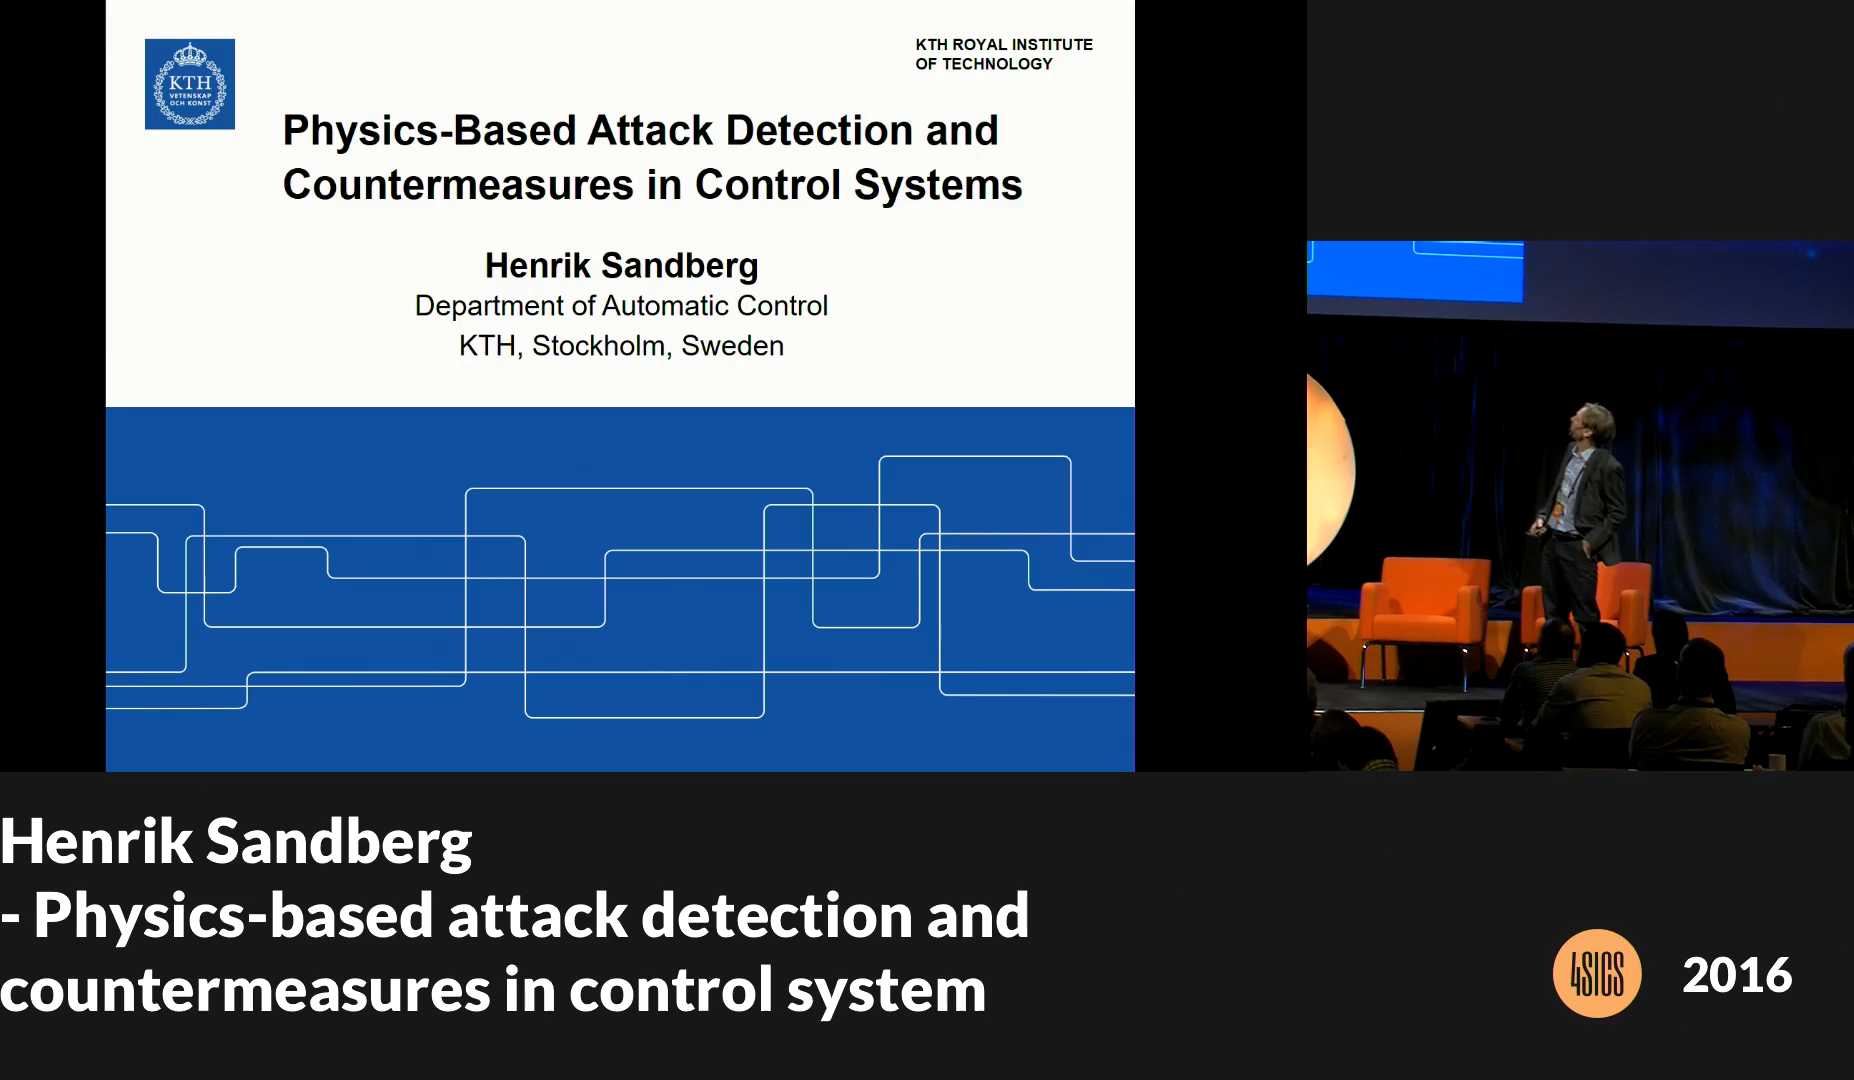 KTH
VETENSKAP
OCH KONST
KTH ROYAL INSTITUTE
OF TECHNOLOGY
Physics-Based Attack Detection and
Countermeasures in Control Systems
Henrik Sandberg
Department of Automatic Control
KTH, Stockholm, Sweden
Henrik Sandberg
- Physics-based attack detection and
countermeasures in control system
4SICS
2016